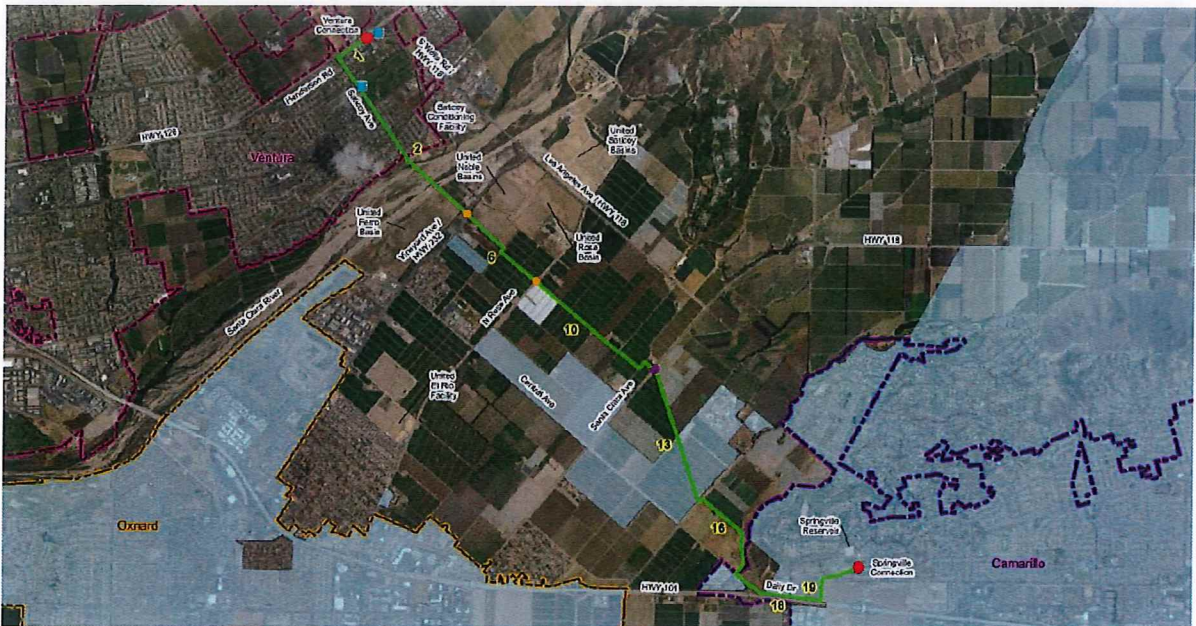 Ventura
Connection
1
S Wells Rd /
HWY 118
Henderson Rd
Saticoy Ave
HWY 126
Saticoy
Conditioning
Facility
Ventura
2
United
Noble
Basins
United
Saticoy
Basins
Los Angeles Ave / HWY 118
United
Ferro
Basin
Vineyard Ave /
HWY 232
United
Rose
Basin
HWY 118
6
N Rose Ave
Santa Clara River
10
United
El Rio
Facility
Central Ave
Santa Clara Ave
13
16
Oxnard
Springville
Reservoir
Springville
Connection
Camarillo
HWY 101
Daily Dr
19
18